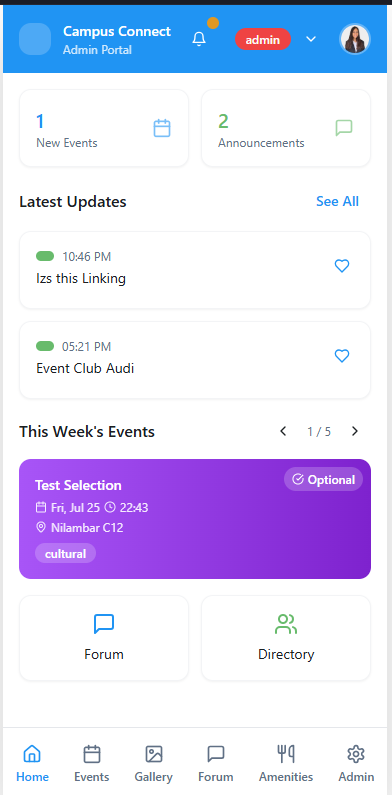 Campus Connect
Admin Portal
admin
1
New Events
2
Announcements
Latest Updates
See All
10:46 PM
Izs this Linking
05:21 PM
Event Club Audi
This Week's Events
1 / 5
Optional
Test Selection
Fri, Jul 25 22:43
Nilambar C12
cultural
Forum
Directory
Home
Events
Gallery
Forum
Amenities
Admin